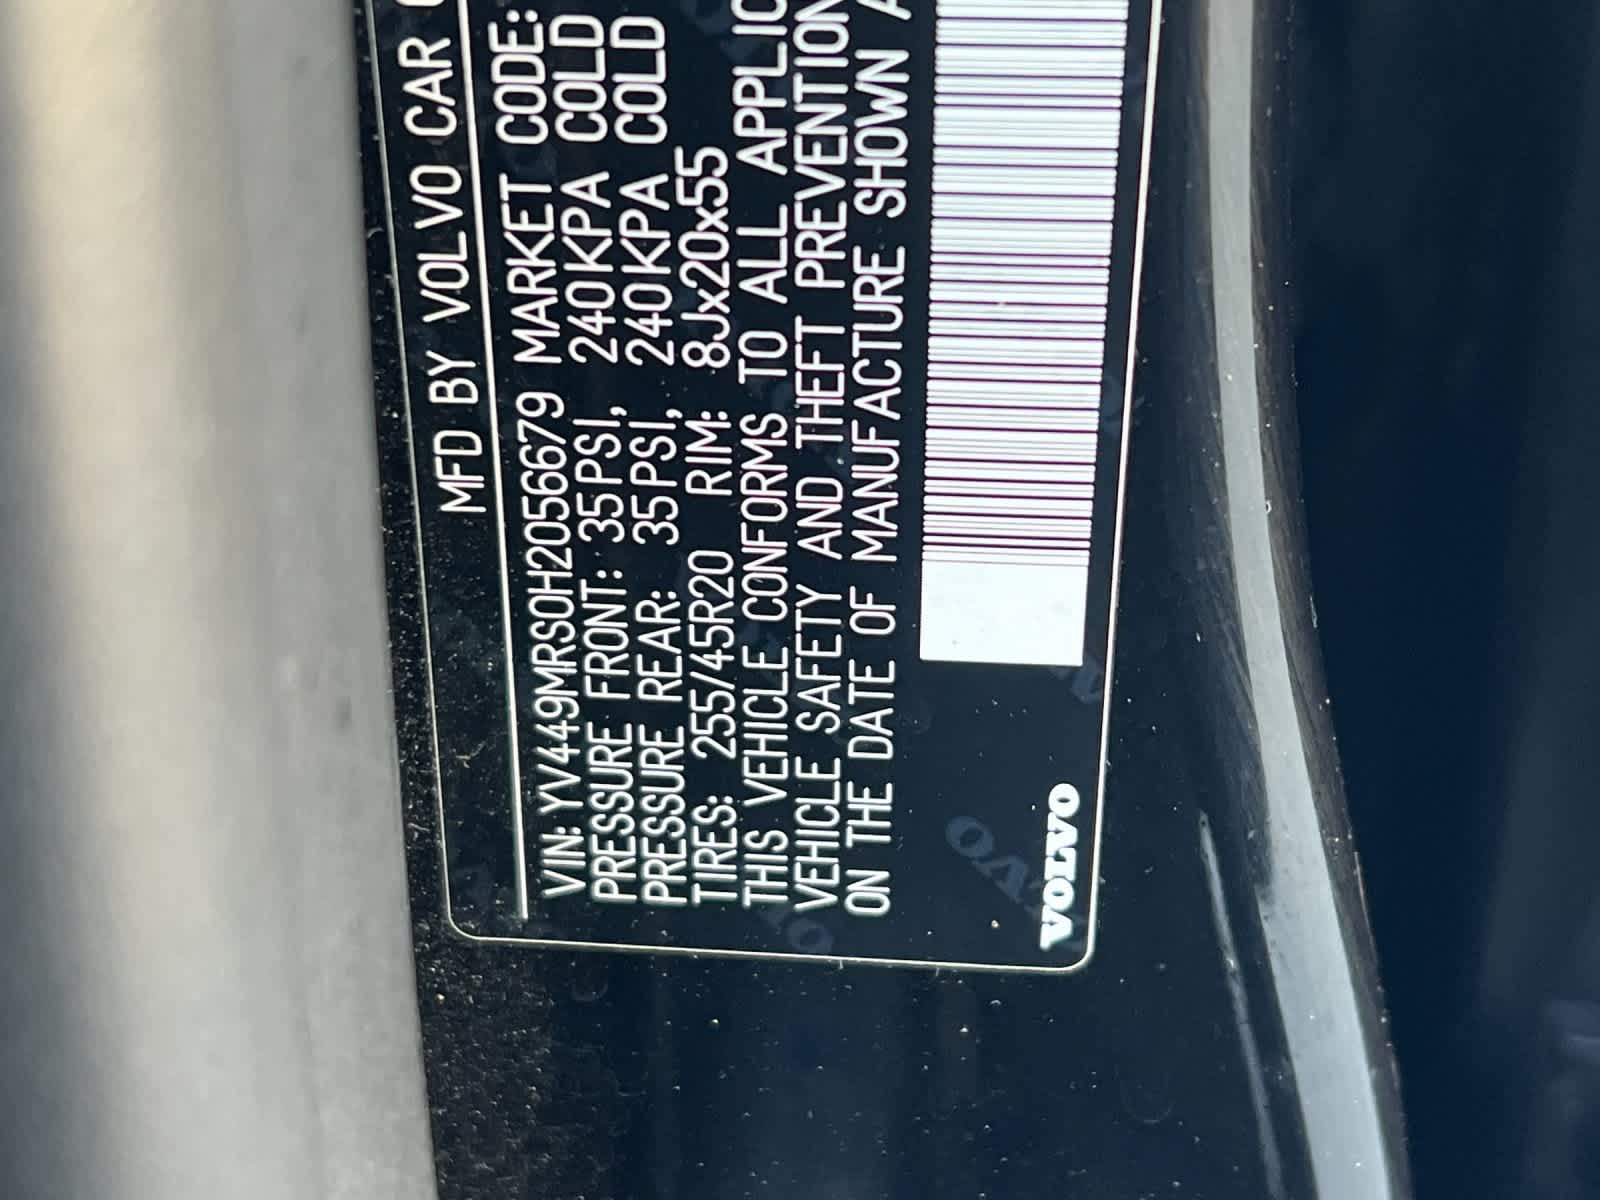 MFD BY VOLVO CAR
VIN: YV449MRS0H2056679 MARKET CODE:
PRESSURE FRONT: 35PSI, 240KPA COLD
PRESSURE REAR: 35PSI, 240KPA COLD
TIRES: 255/45R20 RIM: 8Jx20x55
THIS VEHICLE CONFORMS TO ALL APPLIC
VEHICLE SAFETY AND THEFT PREVENTION
ON THE DATE OF MANUFACTURE SHOWN A
VOLVO